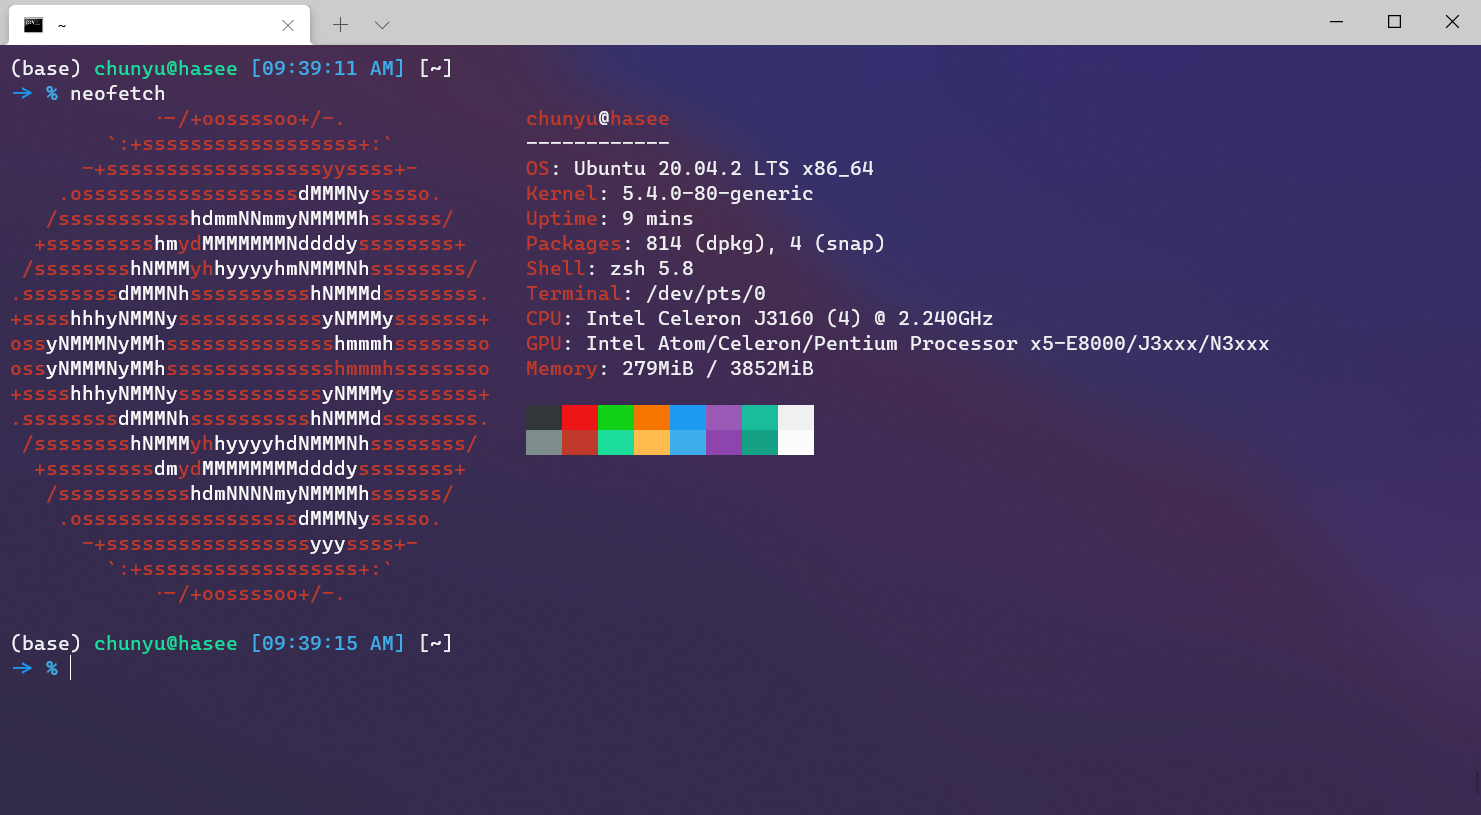 ~
(base) chunyu@hasee [09:39:11 AM] [~]
→ % neofetch
            .-/+oossssoo+/-.               chunyu@hasee
        `:+ssssssssssssssssss+:`           ------------
      -+ssssssssssssssssssyyssss+-         OS: Ubuntu 20.04.2 LTS x86_64
    .ossssssssssssssssssdMMMNysssso.       Kernel: 5.4.0-80-generic
   /ssssssssssshdmmNNmmyNMMMMhssssss/      Uptime: 9 mins
  +ssssssssshmydMMMMMMMNddddyssssssss+     Packages: 814 (dpkg), 4 (snap)
 /sssssssshNMMMyhhyyyyhmNMMMNhssssssss/    Shell: zsh 5.8
.ssssssssdMMMNhsssssssssshNMMMdssssssss.   Terminal: /dev/pts/0
+sssshhhyNMMNyssssssssssssyNMMMysssssss+   CPU: Intel Celeron J3160 (4) @ 2.240GHz
ossyNMMMNyMMhsssssssssssssshmmmhssssssso   GPU: Intel Atom/Celeron/Pentium Processor x5-E8000/J3xxx/N3xxx
ossyNMMMNyMMhsssssssssssssshmmmhssssssso   Memory: 279MiB / 3852MiB
+sssshhhyNMMNyssssssssssssyNMMMysssssss+
.ssssssssdMMMNhsssssssssshNMMMdssssssss.
 /sssssssshNMMMyhhyyyyhdNMMMNhssssssss/
  +sssssssssdmydMMMMMMMMddddyssssssss+
   /ssssssssssshdmNNNNmyNMMMMhssssss/
    .ossssssssssssssssssdMMMNysssso.
      -+sssssssssssssssssyyyssss+-
        `:+ssssssssssssssssss+:`
            .-/+oossssoo+/-.
(base) chunyu@hasee [09:39:15 AM] [~]
→ %